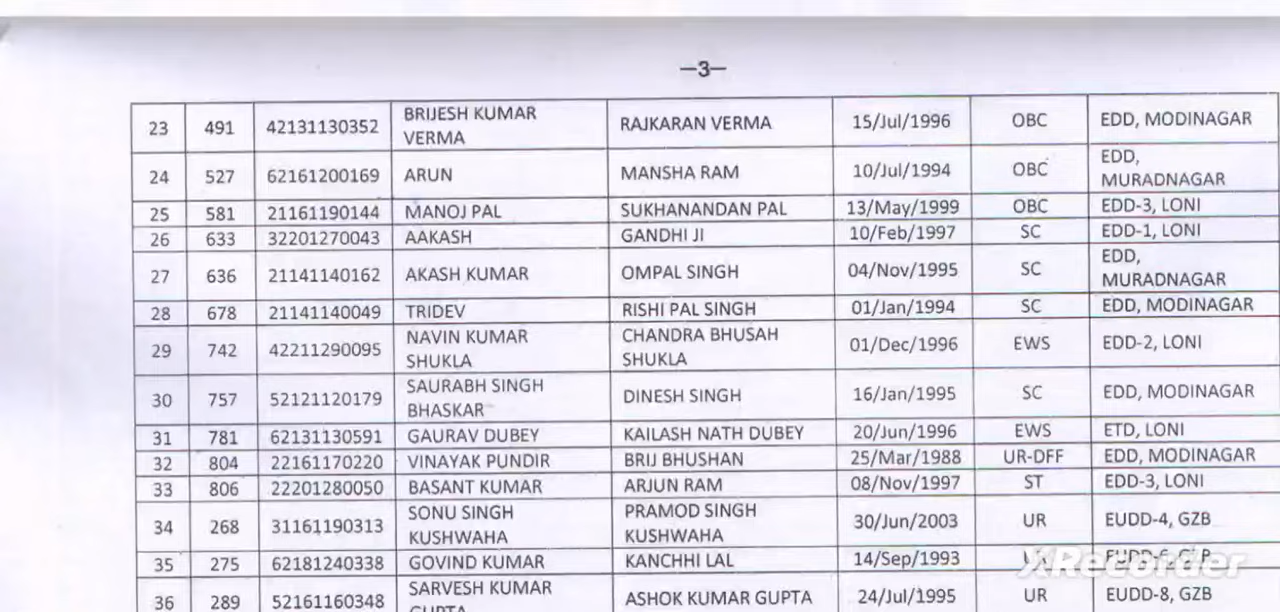 —3—
23 491 42131130352 BRIJESH KUMAR VERMA RAJKARAN VERMA 15/Jul/1996 OBC EDD, MODINAGAR
24 527 62161200169 ARUN MANSHA RAM 10/Jul/1994 OBC EDD, MURADNAGAR
25 581 21161190144 MANOJ PAL SUKHANANDAN PAL 13/May/1999 OBC EDD-3, LONI
26 633 32201270043 AAKASH GANDHI JI 10/Feb/1997 SC EDD-1, LONI
27 636 21141140162 AKASH KUMAR OMPAL SINGH 04/Nov/1995 SC EDD, MURADNAGAR
28 678 21141140049 TRIDEV RISHI PAL SINGH 01/Jan/1994 SC EDD, MODINAGAR
29 742 42211290095 NAVIN KUMAR SHUKLA CHANDRA BHUSAH SHUKLA 01/Dec/1996 EWS EDD-2, LONI
30 757 52121120179 SAURABH SINGH BHASKAR DINESH SINGH 16/Jan/1995 SC EDD, MODINAGAR
31 781 62131130591 GAURAV DUBEY KAILASH NATH DUBEY 20/Jun/1996 EWS ETD, LONI
32 804 22161170220 VINAYAK PUNDIR BRIJ BHUSHAN 25/Mar/1988 UR-DFF EDD, MODINAGAR
33 806 22201280050 BASANT KUMAR ARJUN RAM 08/Nov/1997 ST EDD-3, LONI
34 268 31161190313 SONU SINGH KUSHWAHA PRAMOD SINGH KUSHWAHA 30/Jun/2003 UR EUDD-4, GZB
35 275 62181240338 GOVIND KUMAR KANCHHI LAL 14/Sep/1993
XRecorder
36 289 52161160348 SARVESH KUMAR GUPTA ASHOK KUMAR GUPTA 24/Jul/1995 UR EUDD-8, GZB